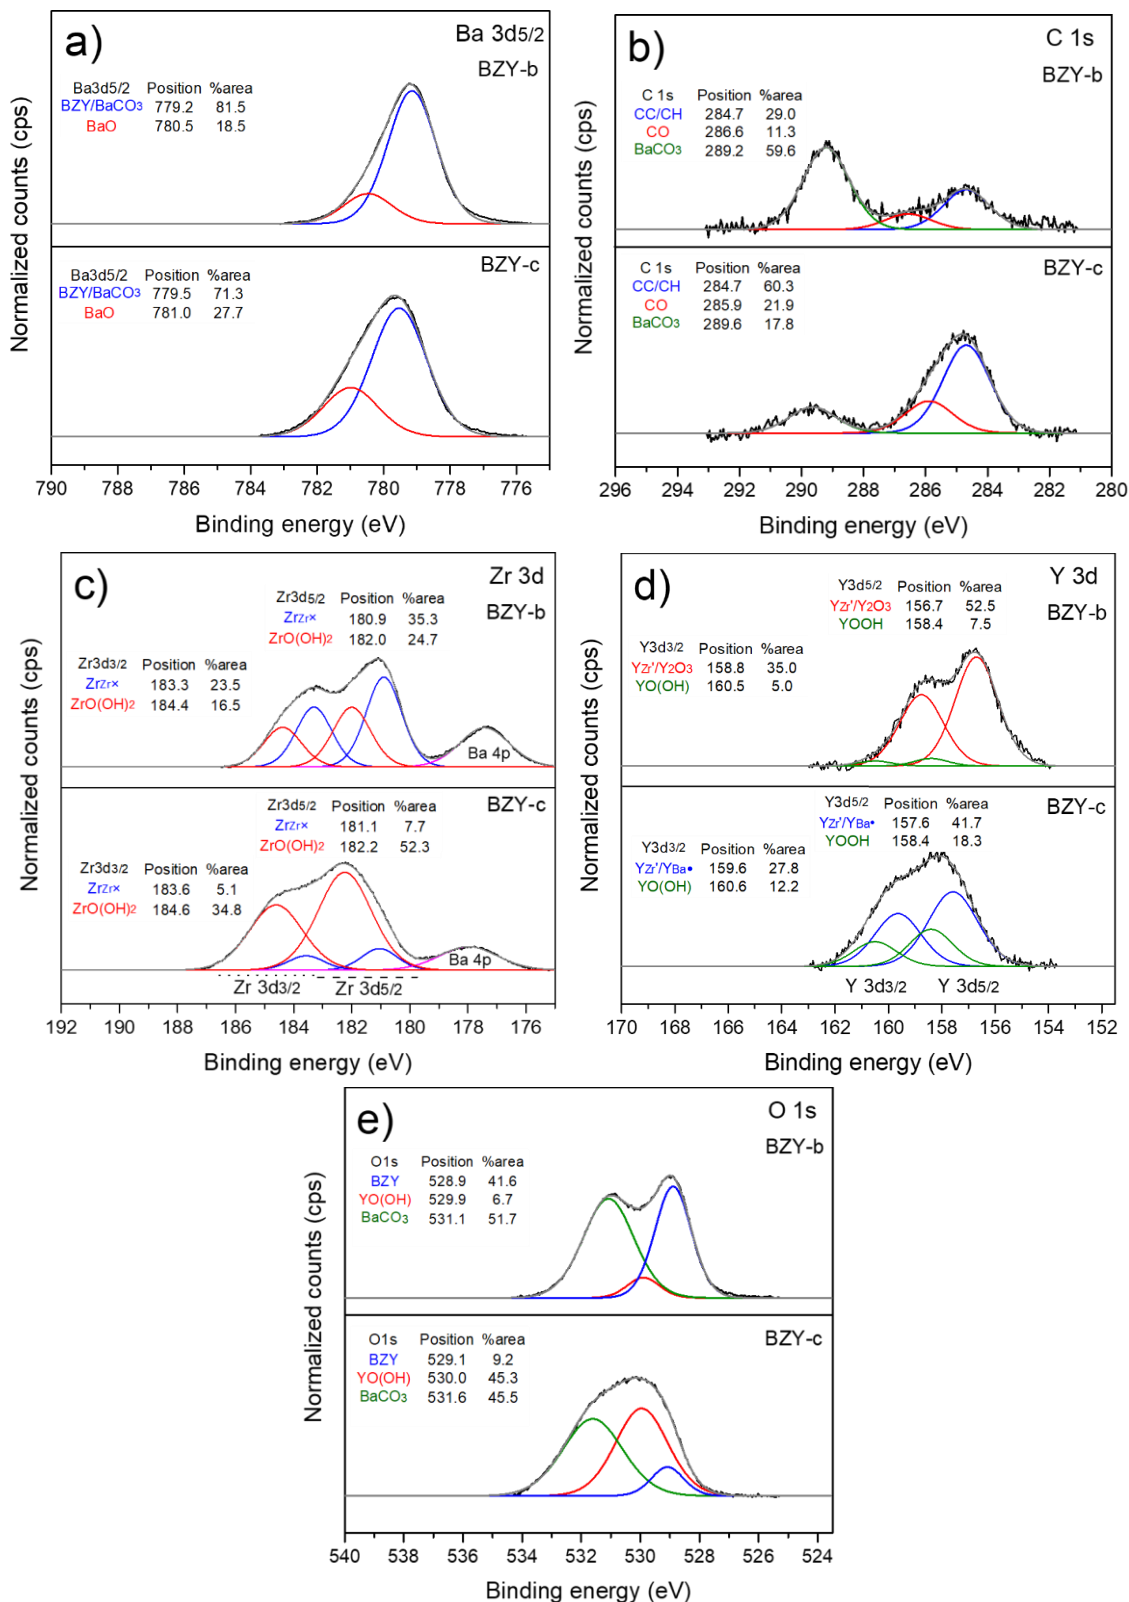 a)
Ba 3d5/2
BZY-b
Ba3d5/2 Position %area
BZY/BaCO3 779.2 81.5
BaO 780.5 18.5
BZY-c
Ba3d5/2 Position %area
BZY/BaCO3 779.5 71.3
BaO 781.0 27.7
Normalized counts (cps)
790 788 786 784 782 780 778 776
Binding energy (eV)
b)
C 1s
BZY-b
C 1s Position %area
CC/CH 284.7 29.0
CO 286.6 11.3
BaCO3 289.2 59.6
BZY-c
C 1s Position %area
CC/CH 284.7 60.3
CO 285.9 21.9
BaCO3 289.6 17.8
Normalized counts (cps)
296 294 292 290 288 286 284 282 280
Binding energy (eV)
c)
Zr 3d
BZY-b
Zr3d5/2 Position %area
ZrZr× 180.9 35.3
ZrO(OH)2 182.0 24.7
Zr3d3/2 Position %area
ZrZr× 183.3 23.5
ZrO(OH)2 184.4 16.5
Ba 4p
BZY-c
Zr3d5/2 Position %area
ZrZr× 181.1 7.7
ZrO(OH)2 182.2 52.3
Zr3d3/2 Position %area
ZrZr× 183.6 5.1
ZrO(OH)2 184.6 34.8
Ba 4p
Zr 3d3/2 Zr 3d5/2
Normalized counts (cps)
192 190 188 186 184 182 180 177 175
Binding energy (eV)
d)
Y 3d
BZY-b
Y3d5/2 Position %area
YZr'/Y2O3 156.7 52.5
YOOH 158.4 7.5
Y3d3/2 Position %area
YZr'/Y2O3 158.8 35.0
YO(OH) 160.5 5.0
BZY-c
Y3d5/2 Position %area
YZr'/YBa• 157.6 41.7
YOOH 158.4 18.3
Y3d3/2 Position %area
YZr'/YBa• 159.6 27.8
YO(OH) 160.6 12.2
Y 3d3/2 Y 3d5/2
Normalized counts (cps)
170 168 166 164 162 160 158 156 154 152
Binding energy (eV)
e)
O 1s
BZY-b
O1s Position %area
BZY 528.9 41.6
YO(OH) 529.9 6.7
BaCO3 531.1 51.7
BZY-c
O1s Position %area
BZY 529.1 9.2
YO(OH) 530.0 45.3
BaCO3 531.6 45.5
Normalized counts (cps)
540 538 536 534 532 530 528 526 524
Binding energy (eV)